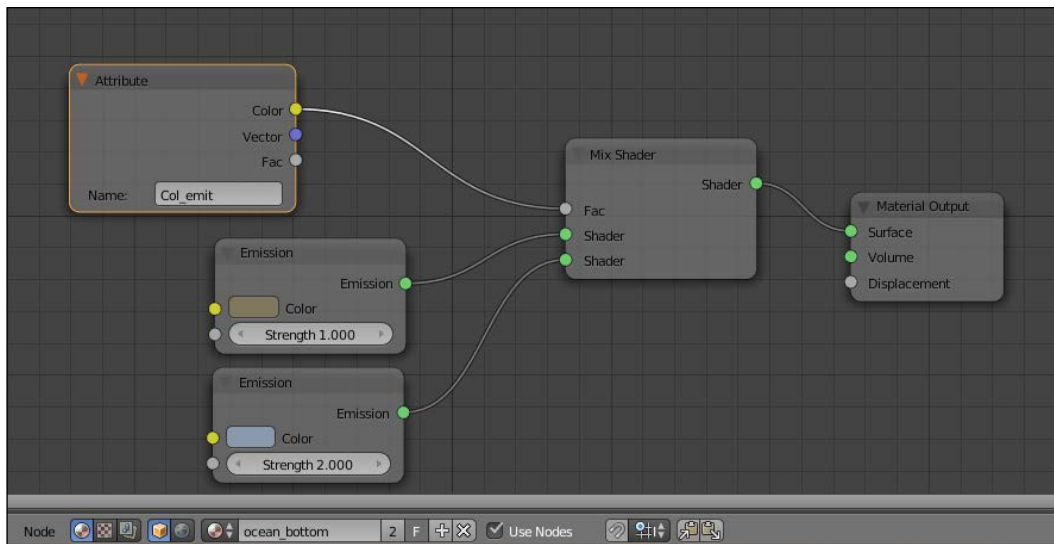 Attribute
Color
Vector
Fac
Name: Col_emit
Mix Shader
Shader
Fac
Shader
Shader
Material Output
Surface
Volume
Displacement
Emission
Emission
Color
Strength 1.000
Emission
Emission
Color
Strength 2.000
Node ocean_bottom 2 F Use Nodes